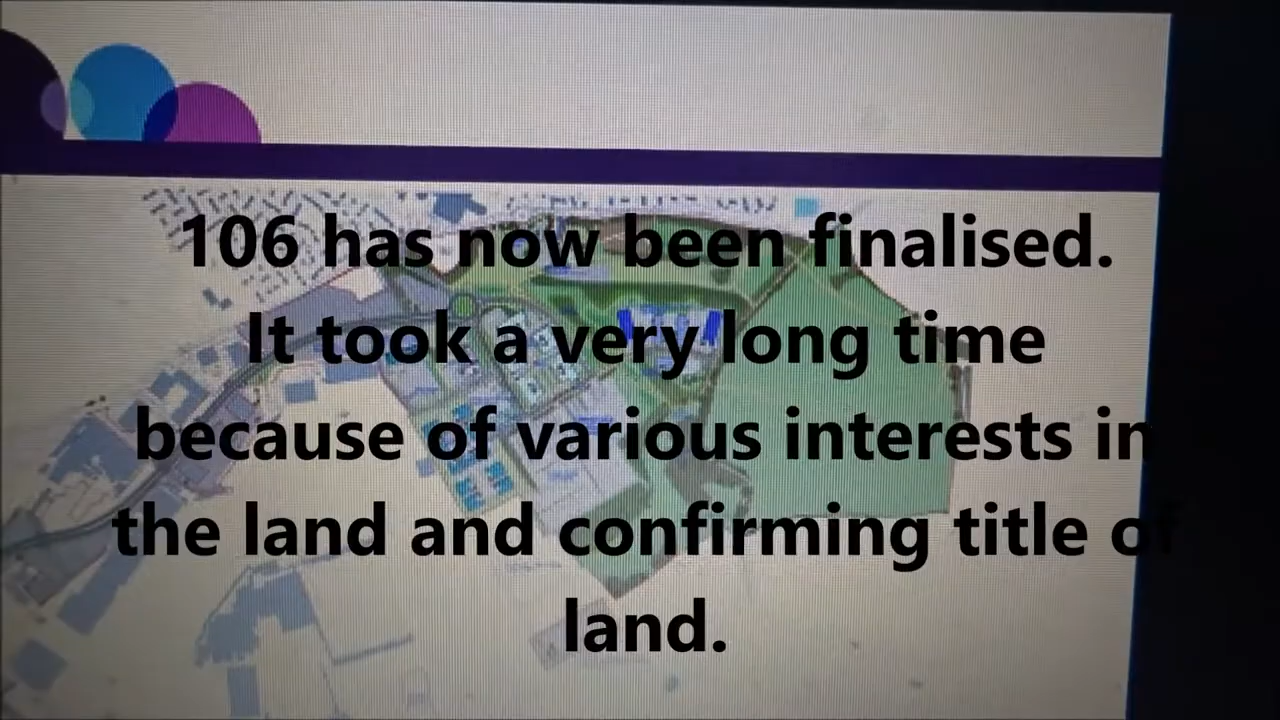 106 has now been finalised.
It took a very long time
because of various interests in
the land and confirming title of
land.